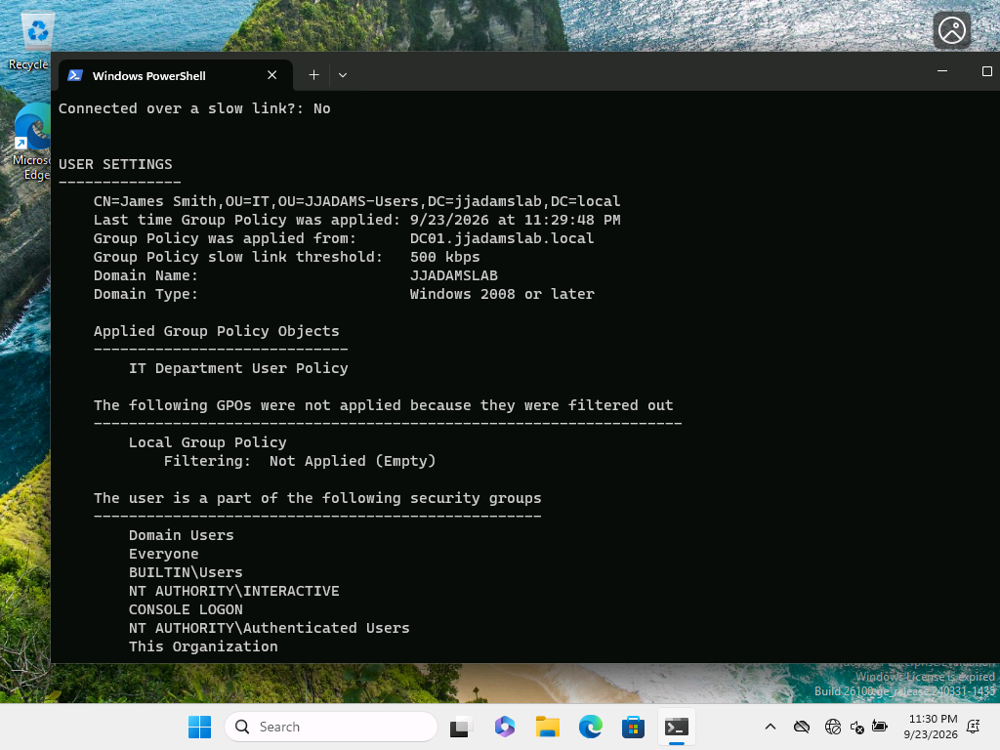 Recycle
Windows PowerShell
Connected over a slow link?: No
Micros
Edge
USER SETTINGS
--------------
CN=James Smith,OU=IT,OU=JJADAMS-Users,DC=jjadamslab,DC=local
Last time Group Policy was applied: 9/23/2026 at 11:29:48 PM
Group Policy was applied from: DC01.jjadamslab.local
Group Policy slow link threshold: 500 kbps
Domain Name: JJADAMSLAB
Domain Type: Windows 2008 or later
Applied Group Policy Objects
-----------------------------
IT Department User Policy
The following GPOs were not applied because they were filtered out
-------------------------------------------------------------------
Local Group Policy
Filtering: Not Applied (Empty)
The user is a part of the following security groups
---------------------------------------------------
Domain Users
Everyone
BUILTIN\Users
NT AUTHORITY\INTERACTIVE
CONSOLE LOGON
NT AUTHORITY\Authenticated Users
This Organization
Windows License is expired
Build 26100.ge_release.240331-1435
Search
11:30 PM
9/23/2026